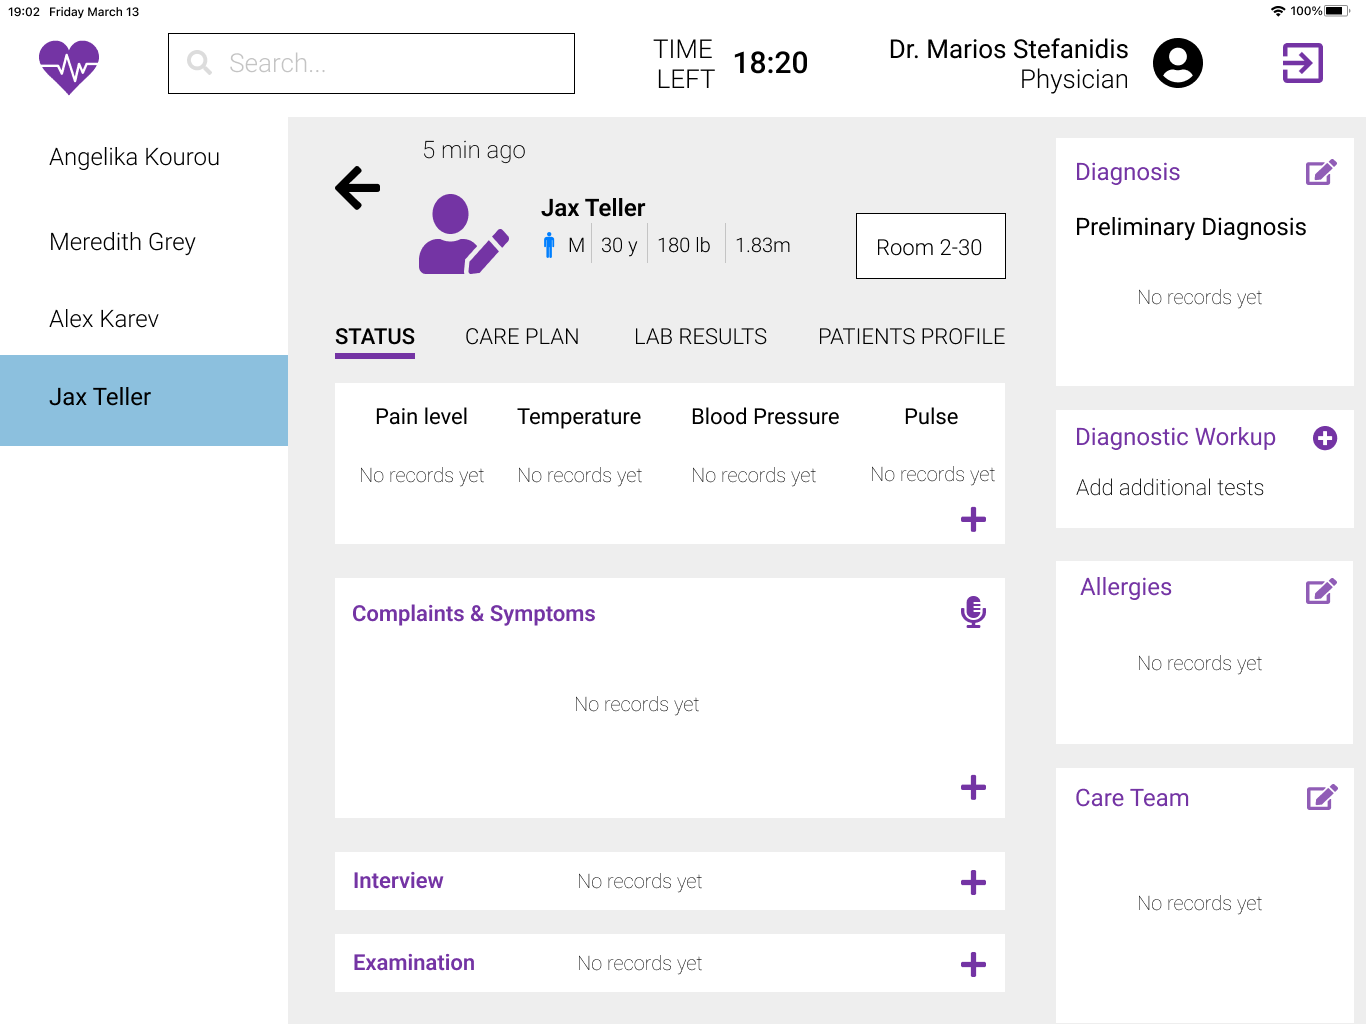 19:02 Friday March 13
100%
Search...
TIME
LEFT
18:20
Dr. Marios Stefanidis
Physician
Angelika Kourou
Meredith Grey
Alex Karev
Jax Teller
5 min ago
Jax Teller
M 30 y 180 lb 1.83m
Room 2-30
STATUS CARE PLAN LAB RESULTS PATIENTS PROFILE
Pain level Temperature Blood Pressure Pulse
No records yet No records yet No records yet No records yet
Complaints & Symptoms
No records yet
Interview No records yet
Examination No records yet
Diagnosis
Preliminary Diagnosis
No records yet
Diagnostic Workup
Add additional tests
Allergies
No records yet
Care Team
No records yet